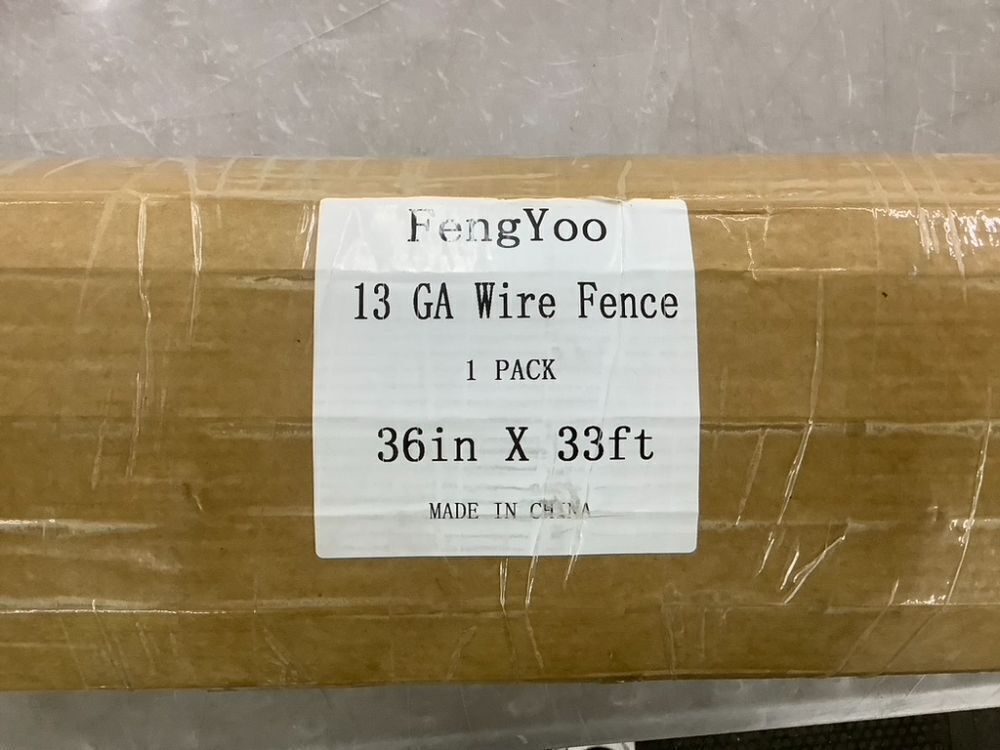 FengYoo
13 GA Wire Fence
1 PACK
36in X 33ft
MADE IN CHINA